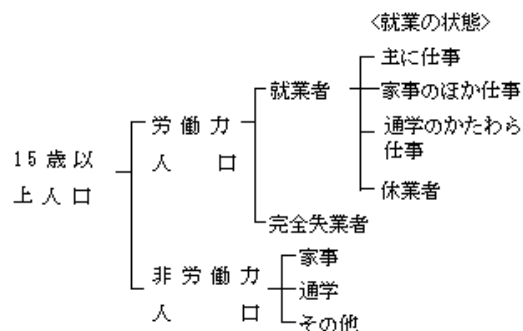 <就業の状態>
主に仕事
就業者
家事のほか仕事
通学のかたわら
仕事
労働力
人口
15歳以
上人口
休業者
完全失業者
家事
非労働力
通学
人口
その他